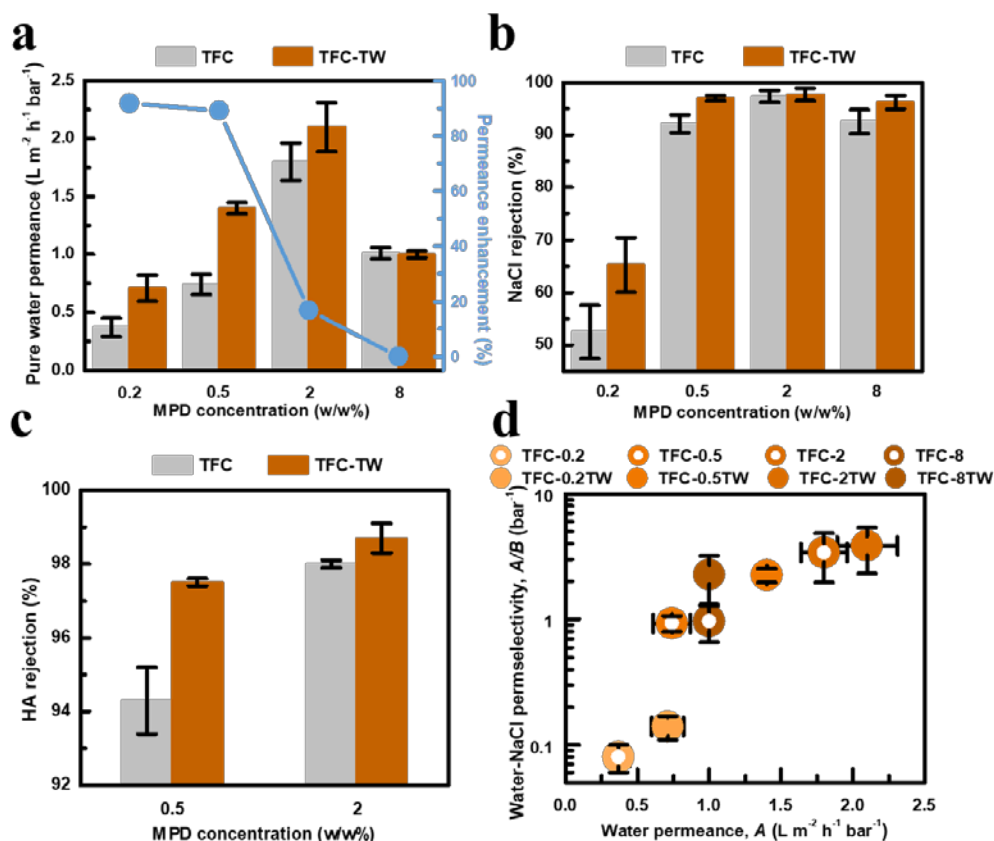 a
TFC TFC-TW
Pure water permeance (L m⁻² h⁻¹ bar⁻¹)
2.5
2.0
1.5
1.0
0.5
0.0
100
80
60
40
20
0
Permeance enhancement (%)
0.2 0.5 2 8
MPD concentration (w/w%)
b
TFC TFC-TW
NaCl rejection (%)
100
90
70
60
50
0.2 0.5 2 8
MPD concentration (w/w%)
c
TFC TFC-TW
HA rejection (%)
100
98
96
94
92
0.5 2
MPD concentration (w/w%)
d
TFC-0.2 TFC-0.5 TFC-2 TFC-8
TFC-0.2TW TFC-0.5TW TFC-2TW TFC-8TW
Water-NaCl permselectivity, A/B (bar⁻¹)
10
1
0.1
0.0 0.5 1.0 1.5 2.0 2.5
Water permeance, A (L m⁻² h⁻¹ bar⁻¹)